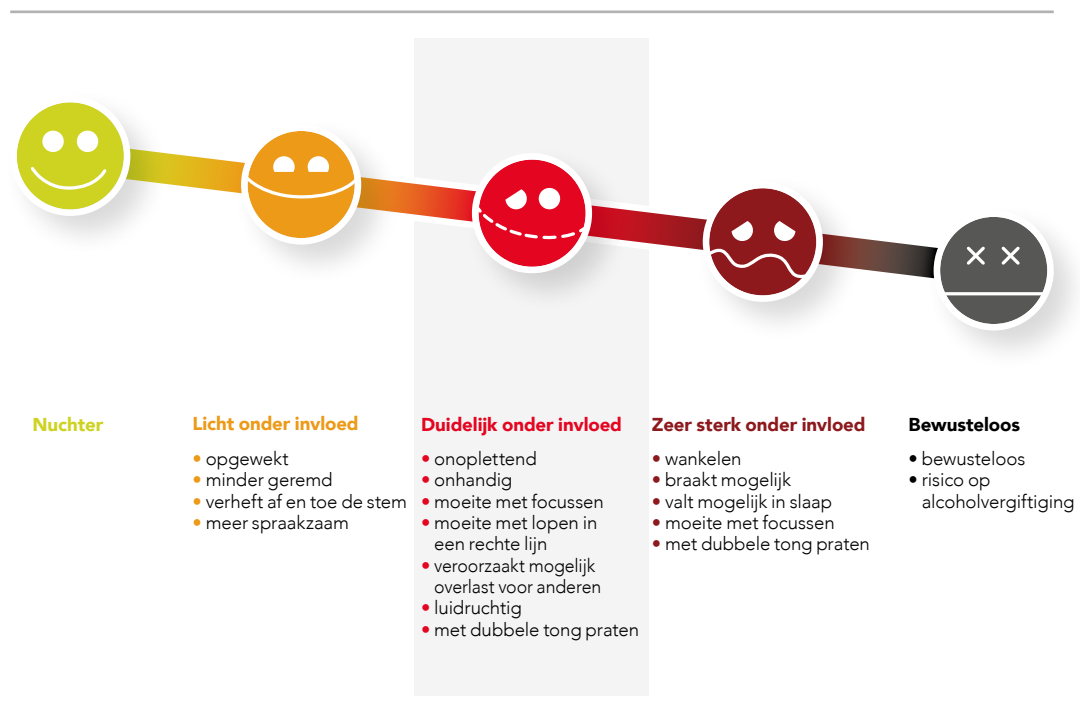 Nuchter
Licht onder invloed
• opgewekt
• minder geremd
• verheft af en toe de stem
• meer spraakzaam
Duidelijk onder invloed
• onoplettend
• onhandig
• moeite met focussen
• moeite met lopen in
een rechte lijn
• veroorzaakt mogelijk
overlast voor anderen
• luidruchtig
• met dubbele tong praten
Zeer sterk onder invloed
• wankelen
• braakt mogelijk
• valt mogelijk in slaap
• moeite met focussen
• met dubbele tong praten
Bewusteloos
• bewusteloos
• risico op
alcoholvergiftiging